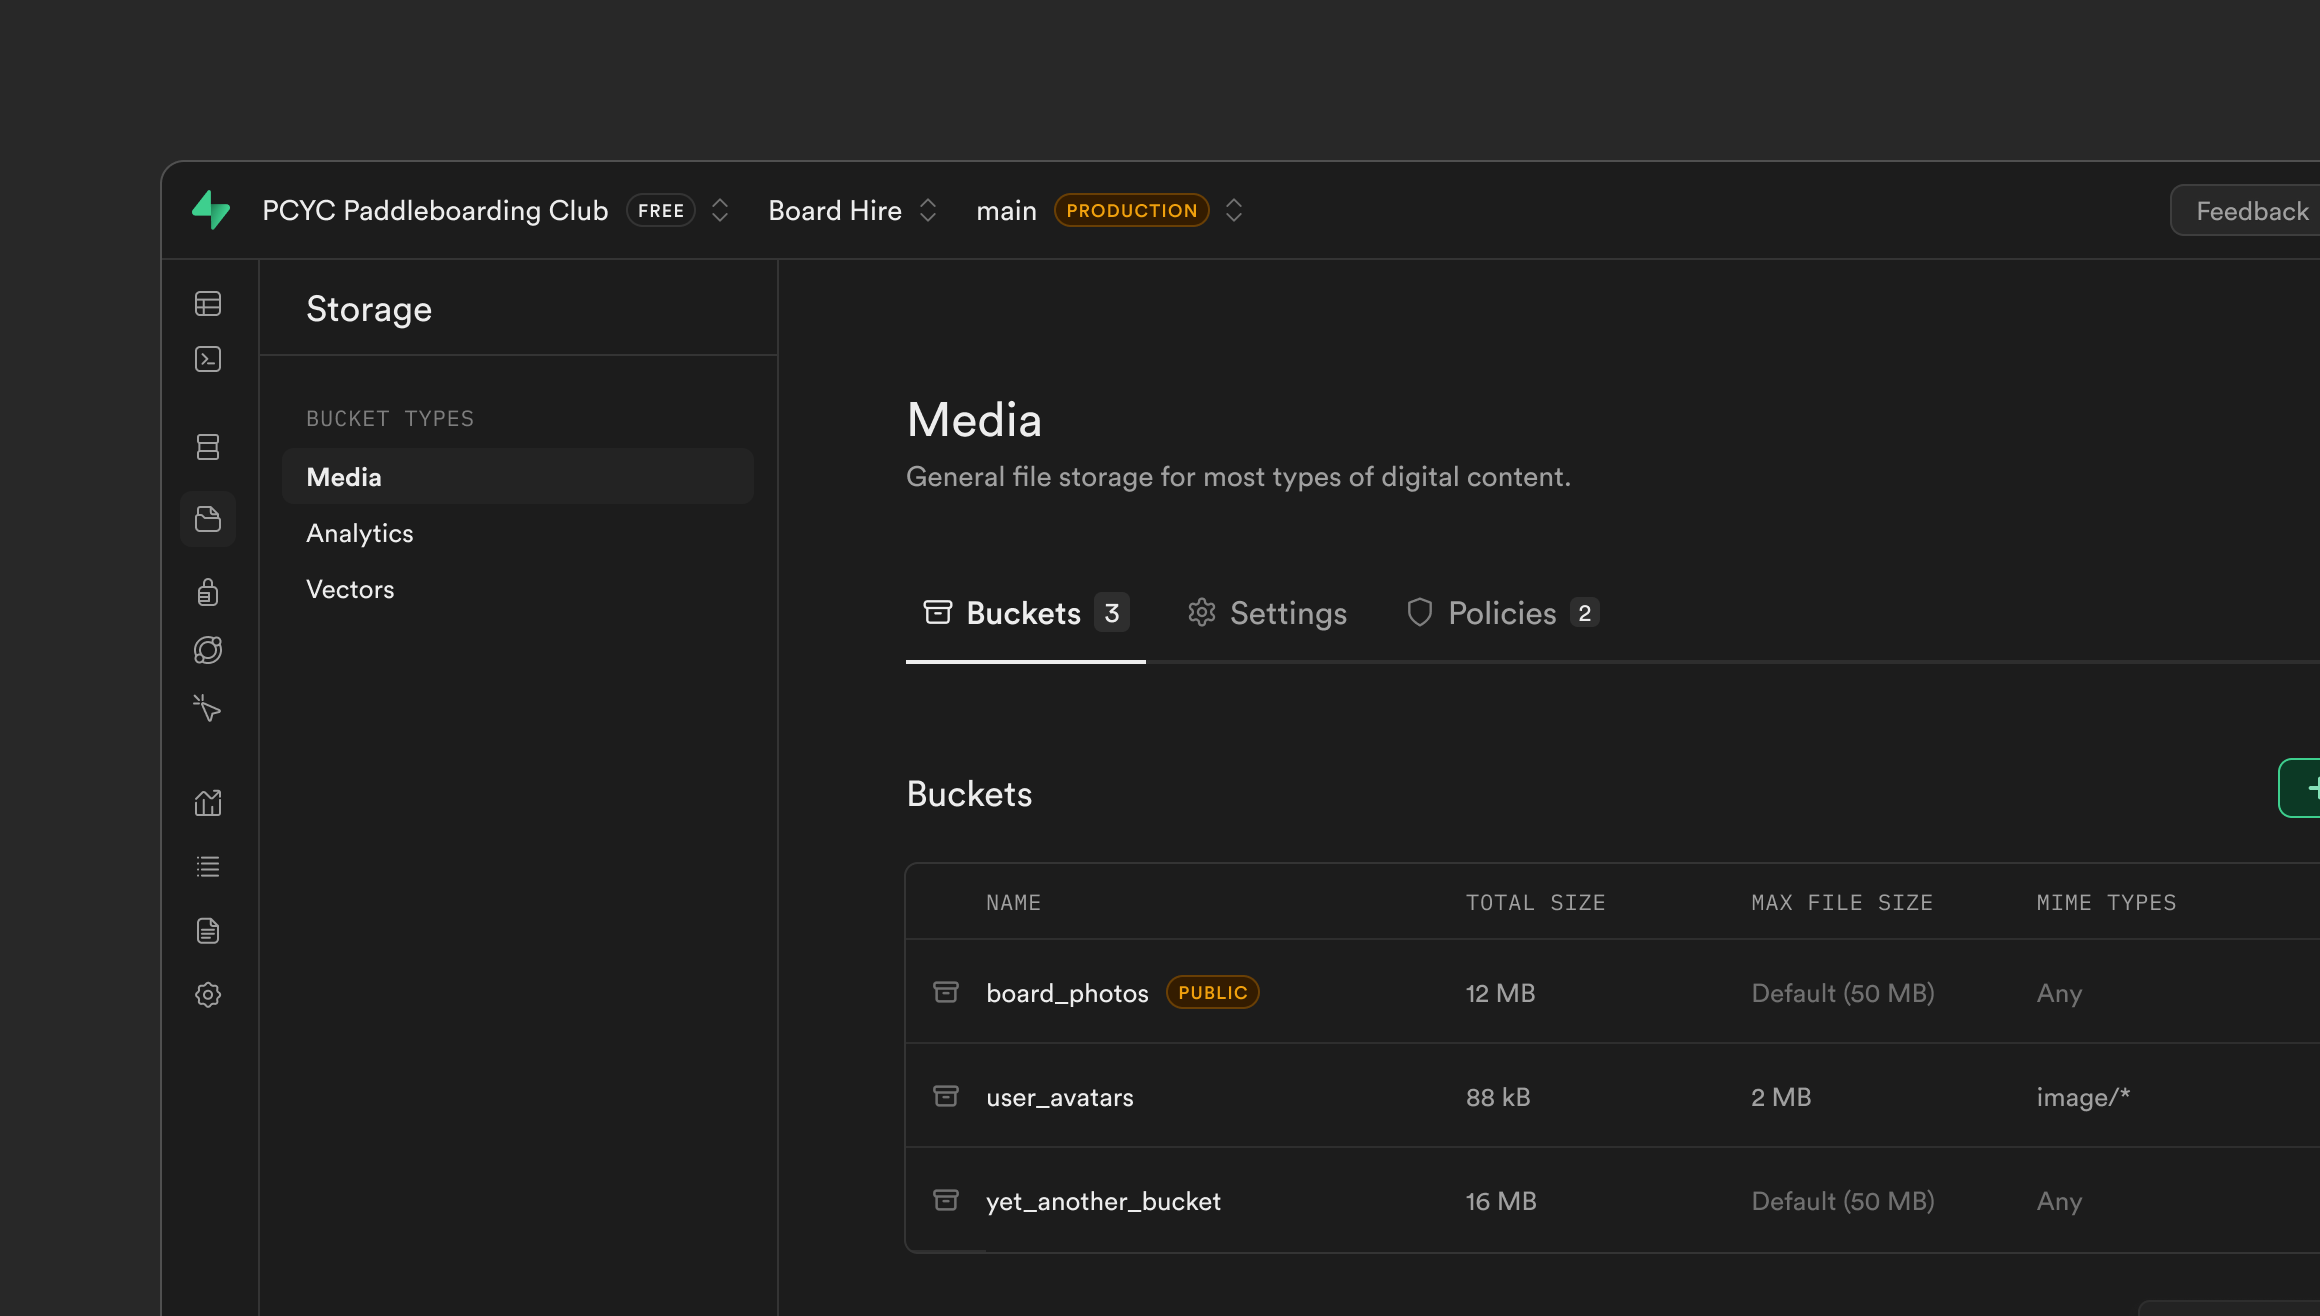 PCYC Paddleboarding Club FREE Board Hire main PRODUCTION Feedback
Storage
BUCKET TYPES
Media
Analytics
Vectors
Media
General file storage for most types of digital content.
Buckets 3 Settings Policies 2
Buckets
NAME TOTAL SIZE MAX FILE SIZE MIME TYPES
board_photos PUBLIC 12 MB Default (50 MB) Any
user_avatars 88 kB 2 MB image/*
yet_another_bucket 16 MB Default (50 MB) Any